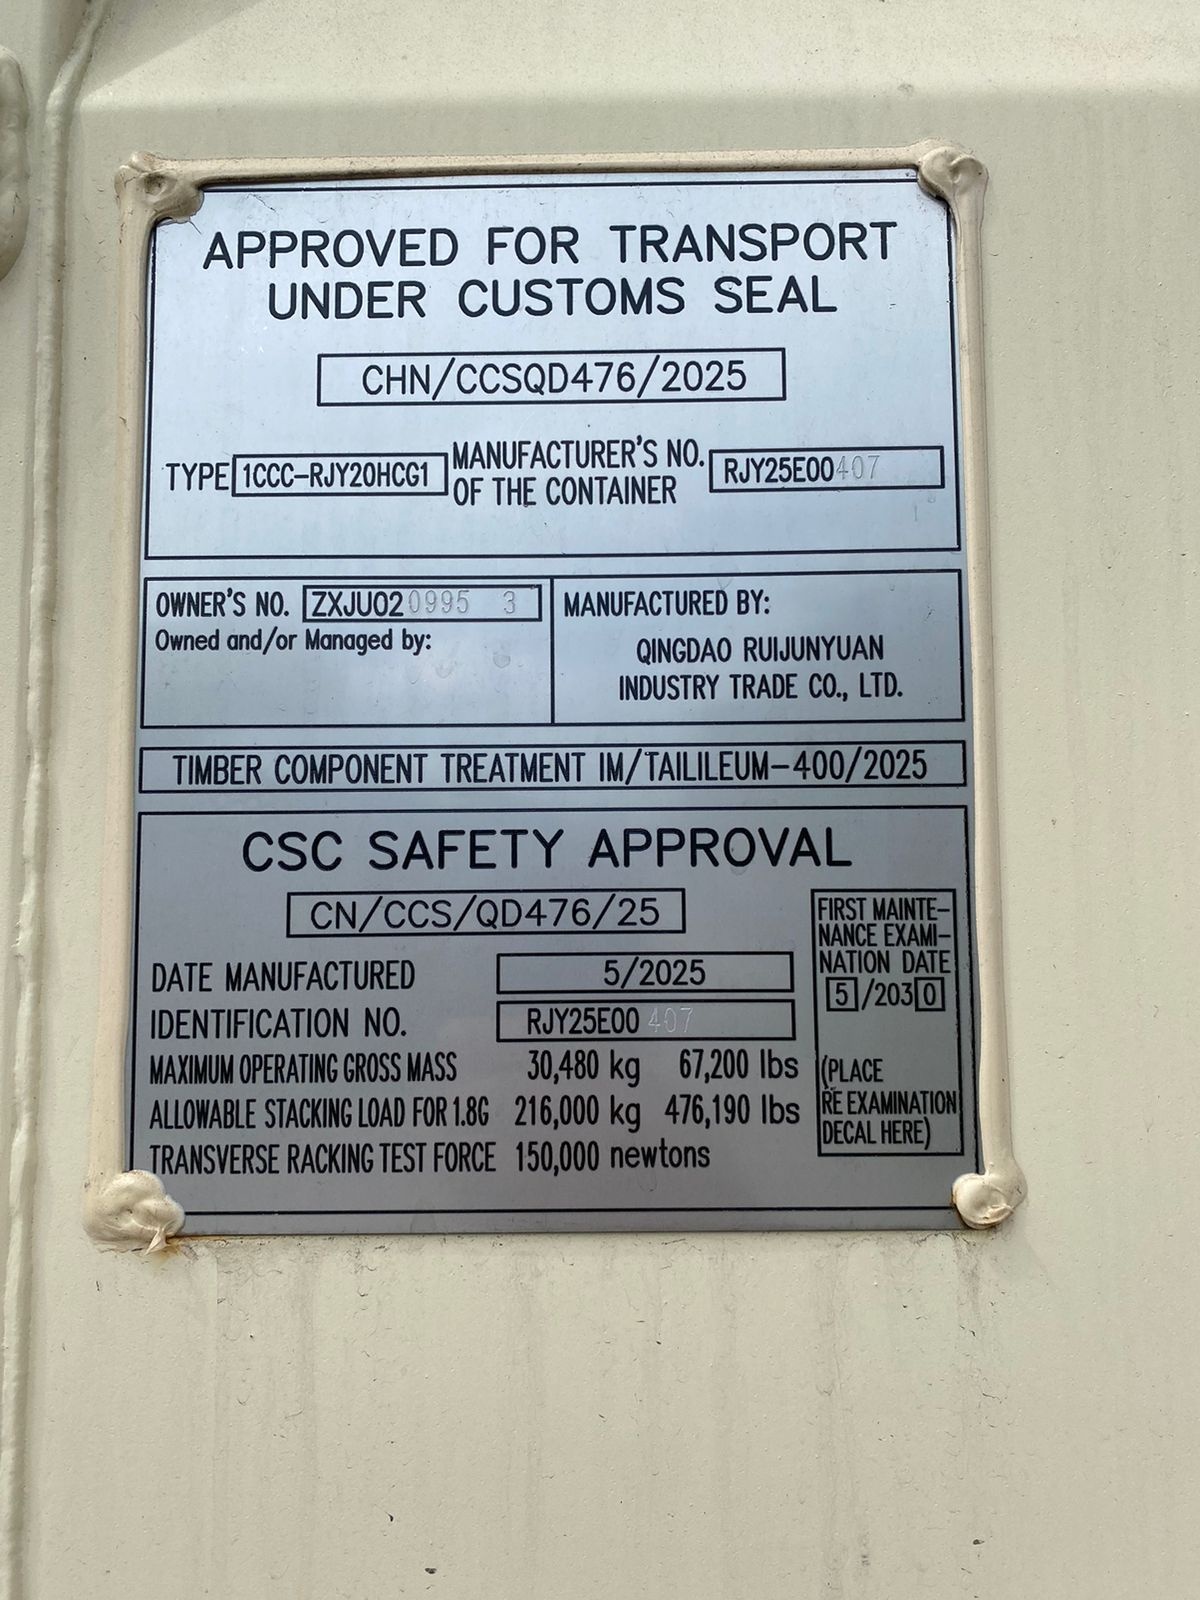 APPROVED FOR TRANSPORT
UNDER CUSTOMS SEAL
CHN/CCSQD476/2025
TYPE 1CCC-RJY20HCG1 MANUFACTURER'S NO. OF THE CONTAINER RJY25E00407
OWNER'S NO. ZXJU020995 3
Owned and/or Managed by:
MANUFACTURED BY:
QINGDAO RUIJUNYUAN
INDUSTRY TRADE CO., LTD.
TIMBER COMPONENT TREATMENT IM/TAILILEUM-400/2025
CSC SAFETY APPROVAL
CN/CCS/QD476/25
DATE MANUFACTURED 5/2025
IDENTIFICATION NO. RJY25E00 407
MAXIMUM OPERATING GROSS MASS 30,480 kg 67,200 lbs
ALLOWABLE STACKING LOAD FOR 1.8G 216,000 kg 476,190 lbs
TRANSVERSE RACKING TEST FORCE 150,000 newtons
FIRST MAINTE-
NANCE EXAMI-
NATION DATE
5/2030
(PLACE
RE EXAMINATION
DECAL HERE)